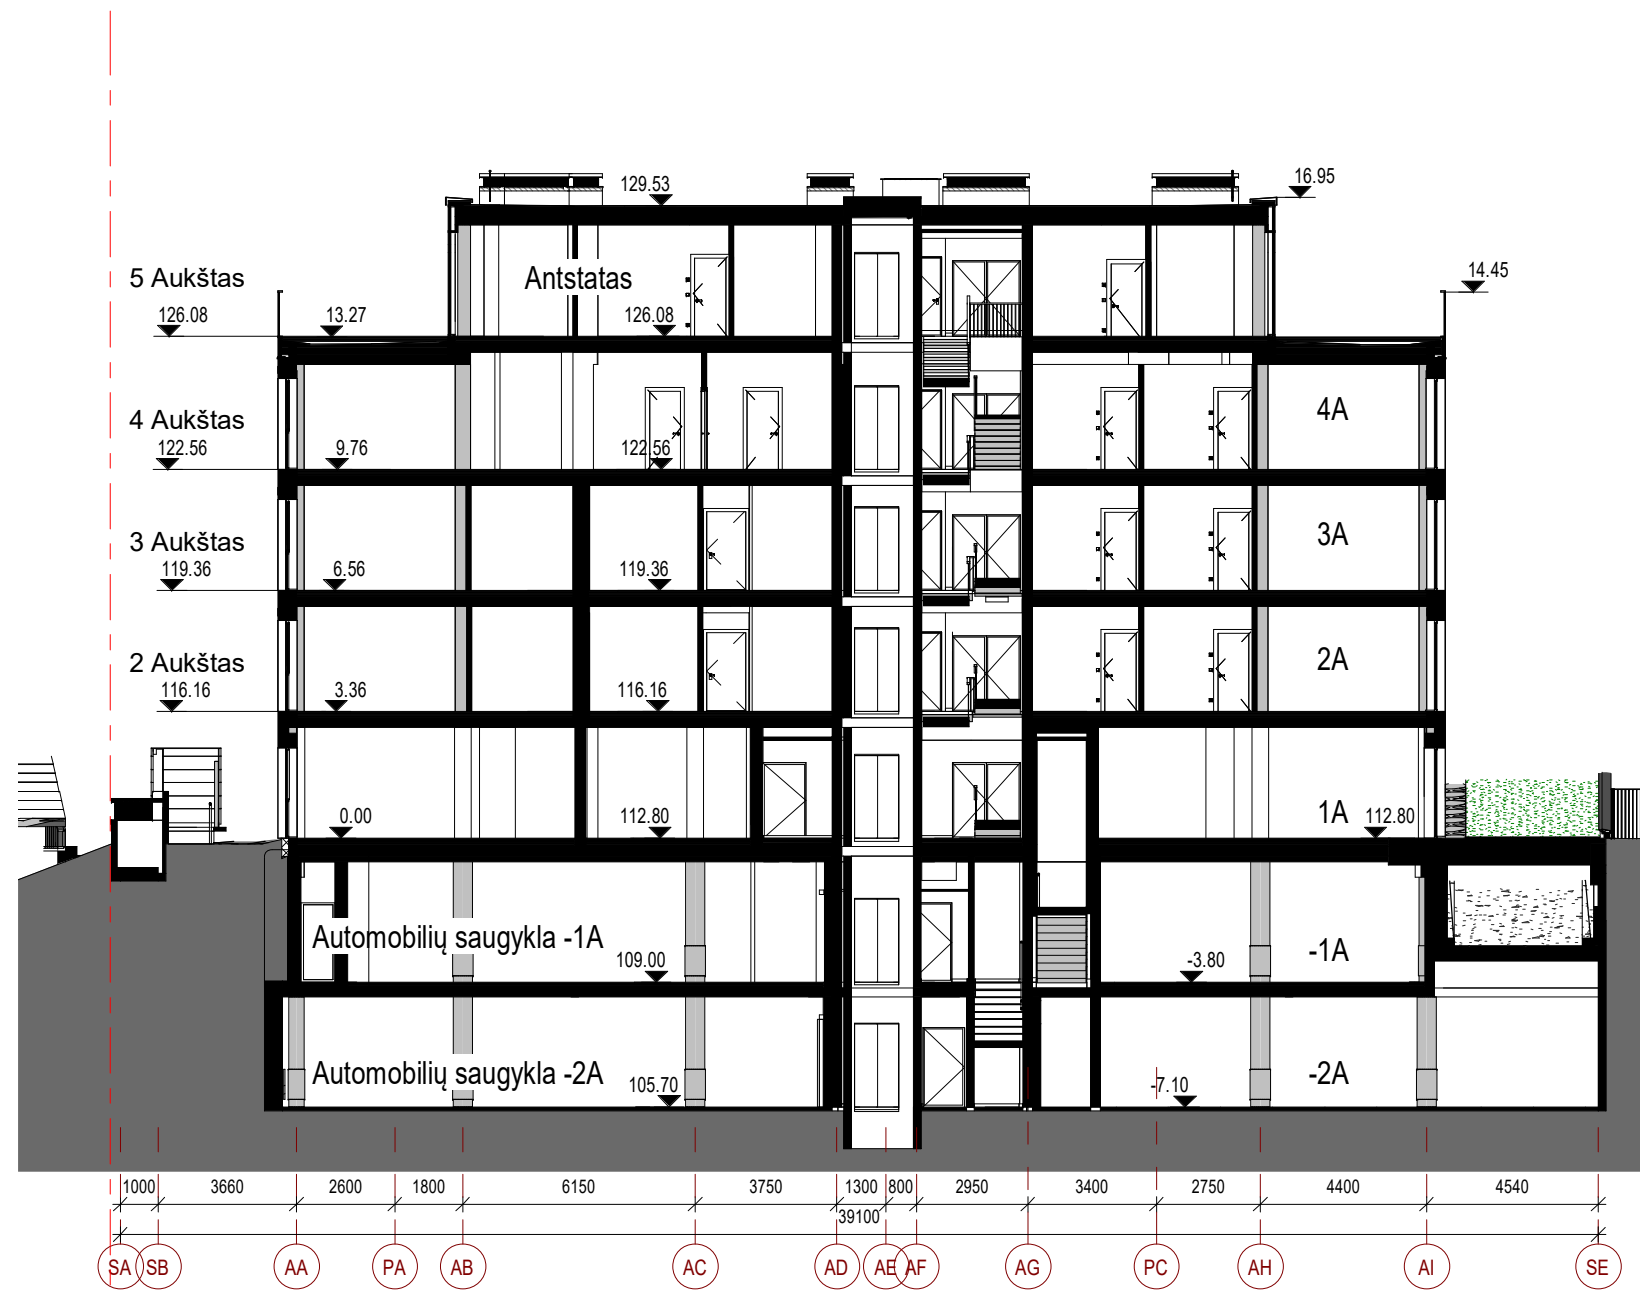 129.53
16.95
5 Aukštas
Antstatas
14.45
126.08
13.27
126.08
4 Aukštas
4A
122.56
9.76
122.56
3 Aukštas
3A
119.36
6.56
119.36
2 Aukštas
2A
116.16
3.36
116.16
0.00
112.80
1A
112.80
Automobilių saugykla -1A
-1A
109.00
-3.80
Automobilių saugykla -2A
-2A
105.70
-7.10
1000 3660 2600 1800 6150 3750 1300 800 2950 3400 2750 4400 4540
39100
SA SB AA PA AB AC AD AE AF AG PC AH AI SE